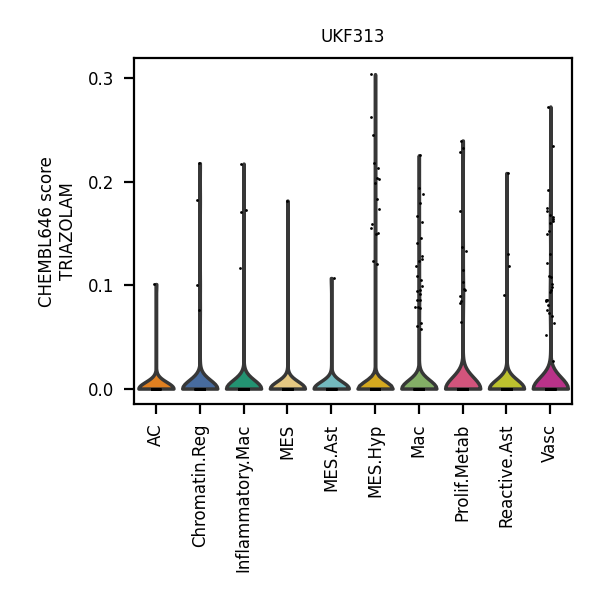 UKF313
CHEMBL646 score
TRIAZOLAM
0.3
0.2
0.1
0.0
AC
Chromatin.Reg
Inflammatory.Mac
MES
MES.Ast
MES.Hyp
Mac
Prolif.Metab
Reactive.Ast
Vasc